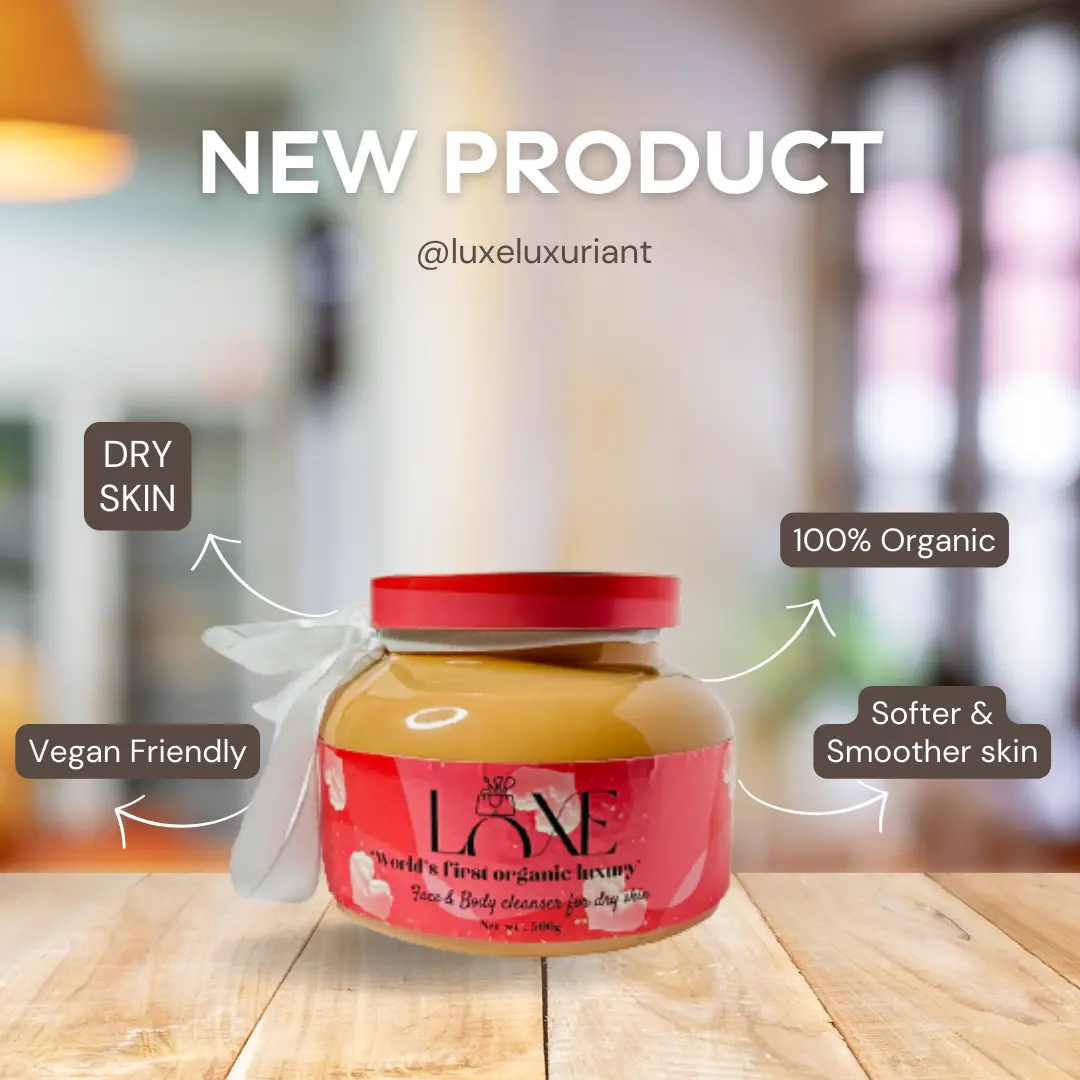 NEW PRODUCT
@luxeluxuriant
DRY
SKIN
100% Organic
Softer &
Smoother skin
Vegan Friendly
LUXE
"World's first organic luxury"
Face & Body cleanser for dry skin
Net wt. 500g